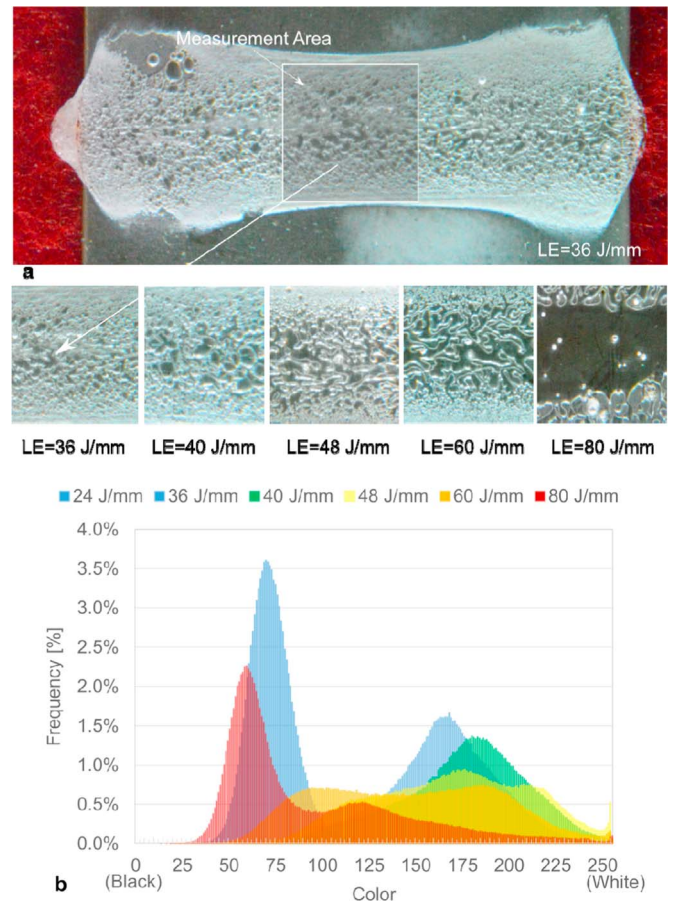 Measurement Area
LE=36 J/mm
a
LE=36 J/mm LE=40 J/mm LE=48 J/mm LE=60 J/mm LE=80 J/mm
24 J/mm 36 J/mm 40 J/mm 48 J/mm 60 J/mm 80 J/mm
4.0%
3.5%
3.0%
2.5%
2.0%
1.5%
1.0%
0.5%
0.0%
Frequency [%]
0 25 50 75 100 125 150 175 200 225 250
(Black) (White)
b
Color